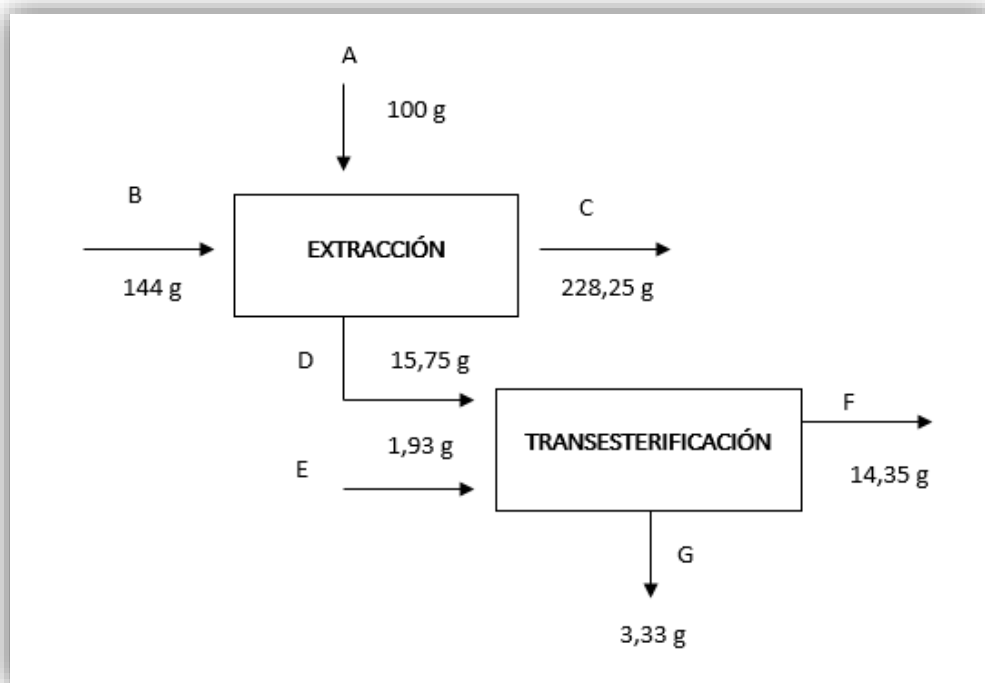 A
100 g
B
C
EXTRACCIÓN
144 g
228,25 g
D
15,75 g
F
1,93 g
TRANSESTERIFICACIÓN
E
14,35 g
G
3,33 g